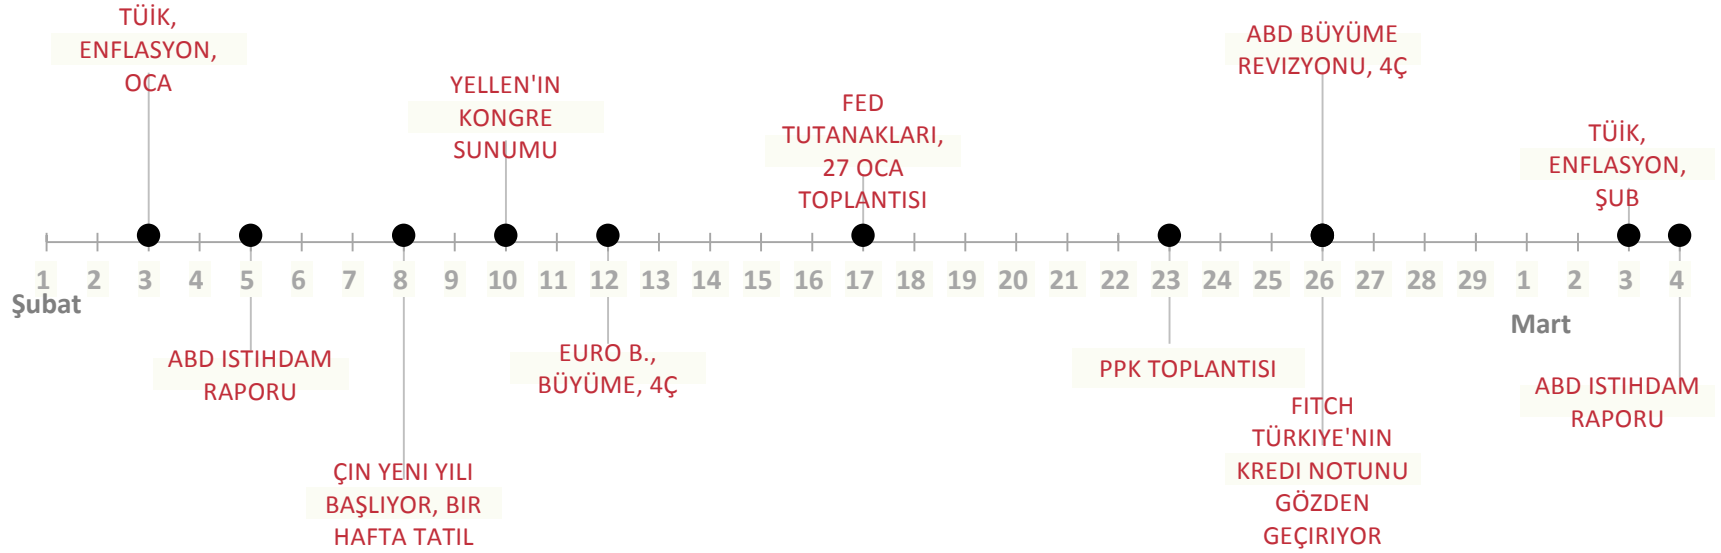 TÜİK,
ENFLASYON,
OCA
YELLEN'IN
KONGRE
SUNUMU
FED
TUTANAKLARI,
27 OCA
TOPLANTISI
ABD BÜYÜME
REVIZYONU, 4Ç
TÜİK,
ENFLASYON,
ŞUB
1 2 3 4 5 6 7 8 9 10 11 12 13 14 15 16 17 18 19 20 21 22 23 24 25 26 27 28 29 1 2 3 4
Şubat
Mart
ABD ISTIHDAM
RAPORU
ÇIN YENI YILI
BAŞLIYOR, BIR
HAFTA TATIL
EURO B.,
BÜYÜME, 4Ç
PPK TOPLANTISI
FITCH
TÜRKIYE'NIN
KREDI NOTUNU
GÖZDEN
GEÇIRIYOR
ABD ISTIHDAM
RAPORU